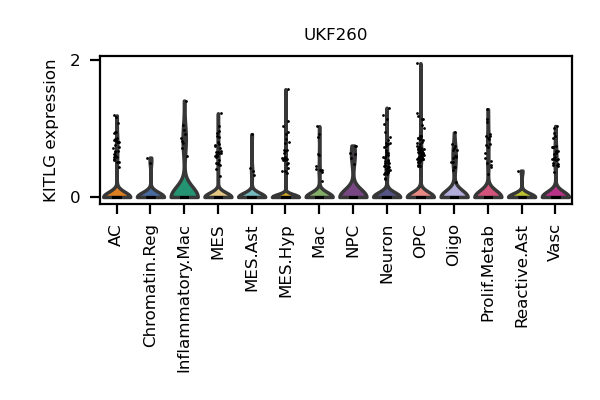 UKF260
KITLG expression
2
0
AC
Chromatin.Reg
Inflammatory.Mac
MES
MES.Ast
MES.Hyp
Mac
NPC
Neuron
OPC
Oligo
Prolif.Metab
Reactive.Ast
Vasc